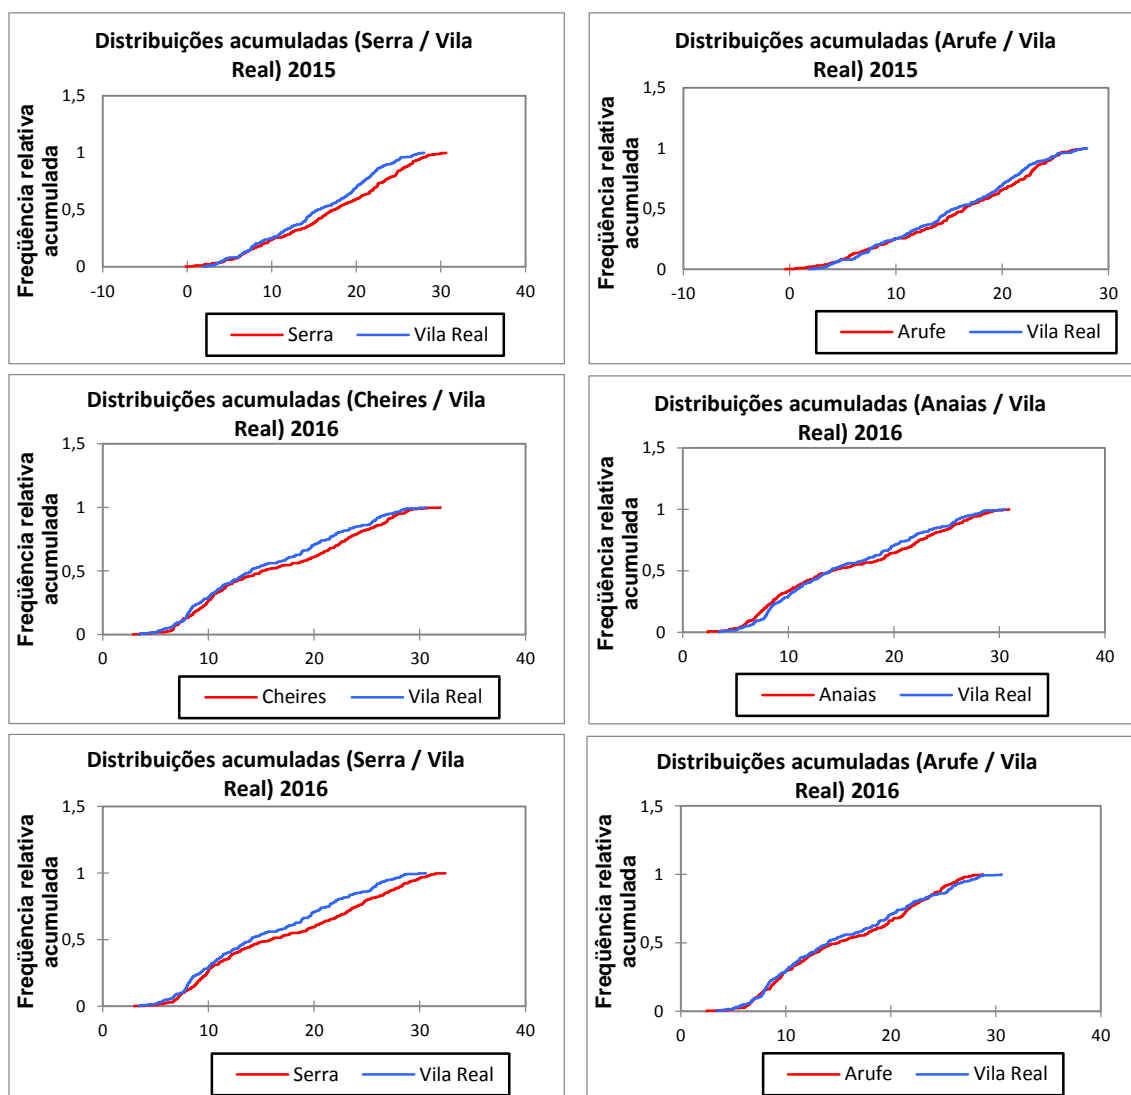 Distribuições acumuladas (Serra / Vila
Real) 2015
Freqüência relativa
acumulada
1,5
1
0,5
0
-10
0
10
20
30
40
Serra
Vila Real
Distribuições acumuladas (Arufe / Vila
Real) 2015
Freqüência relativa
acumulada
1,5
1
0,5
0
-10
0
10
20
30
Arufe
Vila Real
Distribuições acumuladas (Cheires / Vila
Real) 2016
Freqüência relativa
acumulada
1,5
1
0,5
0
0
10
20
30
40
Cheires
Vila Real
Distribuições acumuladas (Anaias / Vila
Real) 2016
Freqüência relativa
acumulada
1,5
1
0,5
0
0
10
20
30
40
Anaias
Vila Real
Distribuições acumuladas (Serra / Vila
Real) 2016
Freqüência relativa
acumulada
1,5
1
0,5
0
0
10
20
30
40
Serra
Vila Real
Distribuições acumuladas (Arufe / Vila
Real) 2016
Freqüência relativa
acumulada
1,5
1
0,5
0
0
10
20
30
40
Arufe
Vila Real